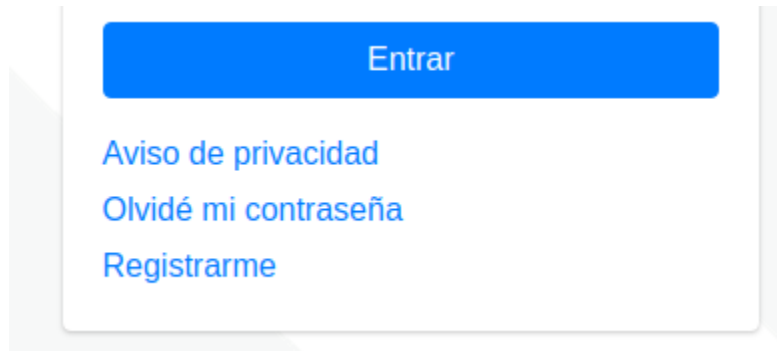 Entrar
Aviso de privacidad
Olvidé mi contraseña
Registrarme